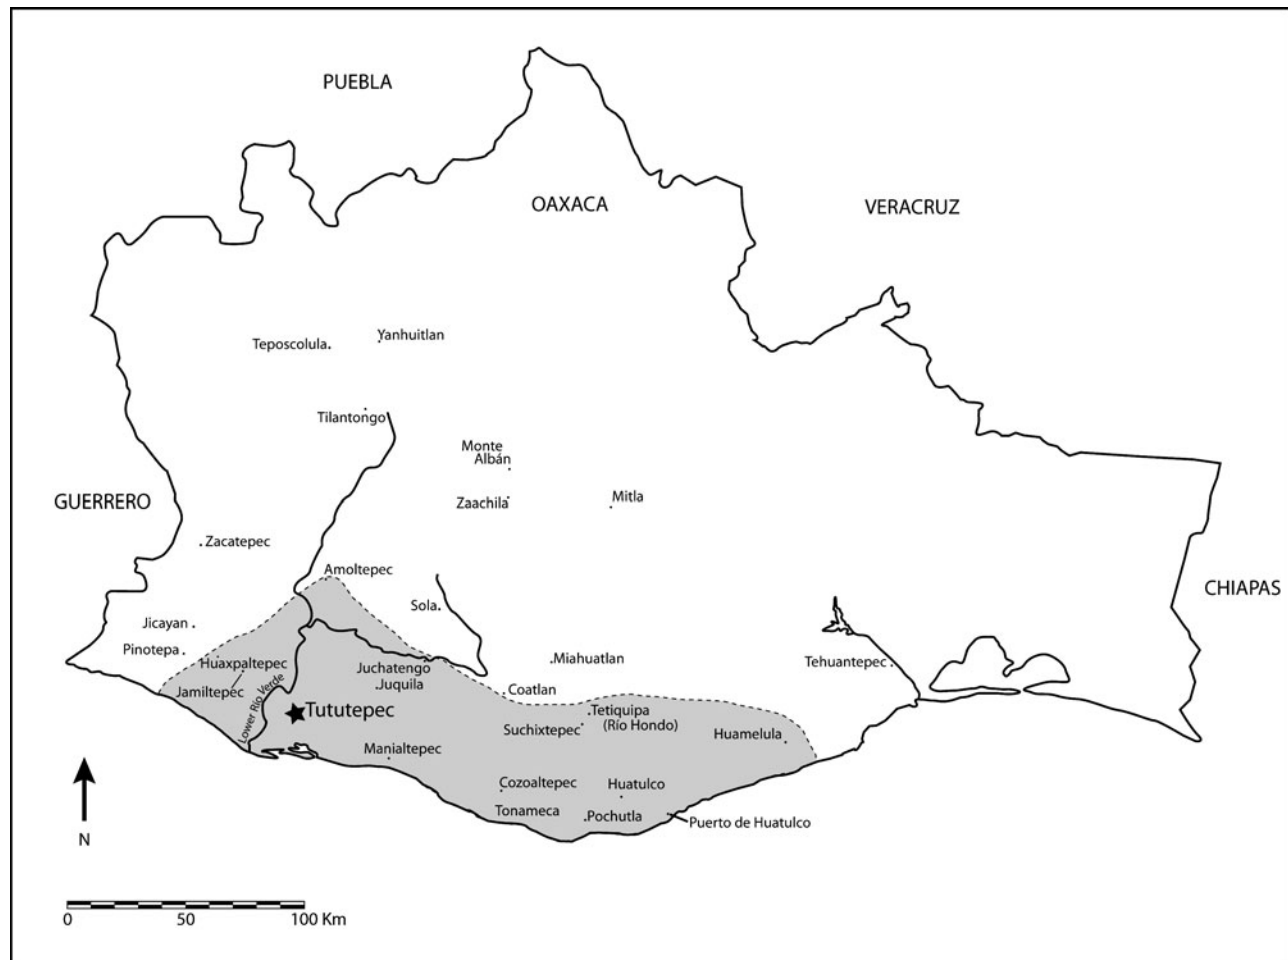 PUEBLA
OAXACA
VERACRUZ
Teposcolula
Yanhuitlan
Tilantongo
Monte
Albán
GUERRERO
Zaachila
Mitla
Zacatepec
Amoltepec
CHIAPAS
Sola
Jicayan
Pinotepa
Huaxpaltepec
Juchatengo
Miahuatlan
Tehuantepec
Jamiltepec
Juquila
Coatlan
Lower Río Verde
Tututepec
Tetiquipa
(Río Hondo)
Suchixtepec
Huamelula
Manialtepec
Cozoaltepec
Huatulco
Tonameca
Pochutla
Puerto de Huatulco
N
0 50 100 Km